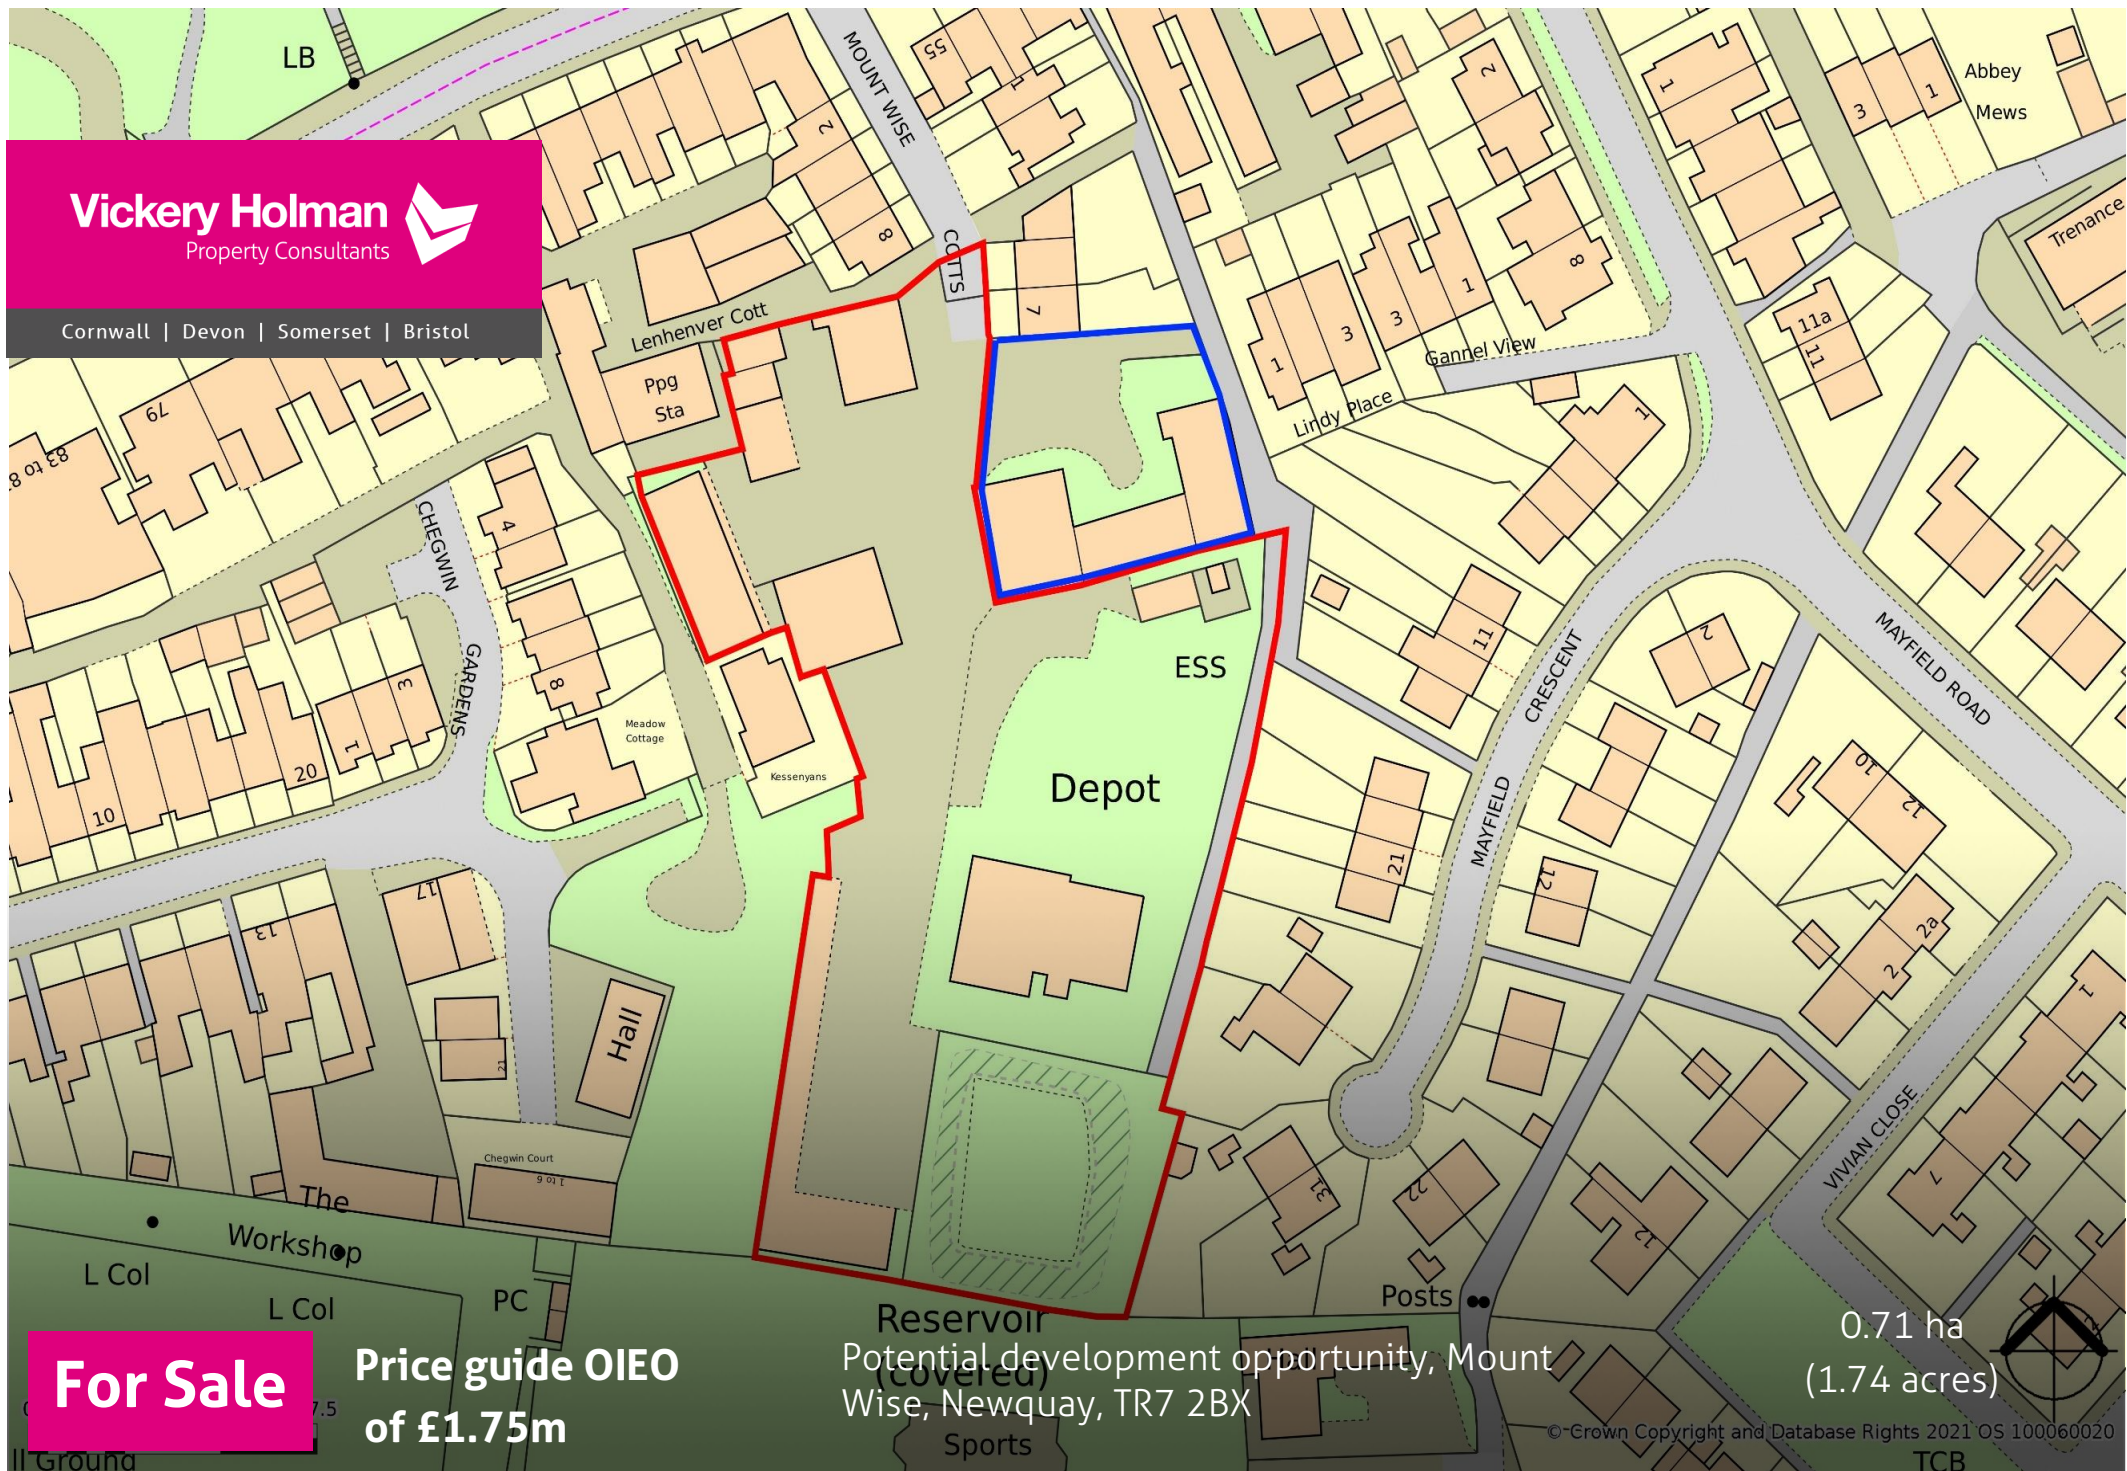 LB
MOUNT WISE
COTTS
55
1
2
8
7
2
8
1
Abbey
Mews
3
1
Trenance
Vickery Holman
Property Consultants
Cornwall | Devon | Somerset | Bristol
Lenhenver Cott
Ppg
Sta
79
CHEGWIN
GARDENS
4
8
3
1
20
10
Meadow
Cottage
Kessenyans
1
3
3
1
Gannel View
Lindy Place
11a
11
1
11
2
MAYFIELD ROAD
MAYFIELD
CRESCENT
ESS
Depot
21
12
10
12
2a
2
1
7
VIVIAN CLOSE
17
13
21
Hall
Chegwin Court
1 to 6
The
Workshop
L Col
L Col
PC
31
22
12
Posts
Reservoir
(covered)
Sports
TCB
ll Ground
7.5
For Sale
Price guide OIEO
of £1.75m
Potential development opportunity, Mount
Wise, Newquay, TR7 2BX
0.71 ha
(1.74 acres)
© Crown Copyright and Database Rights 2021 OS 100060020